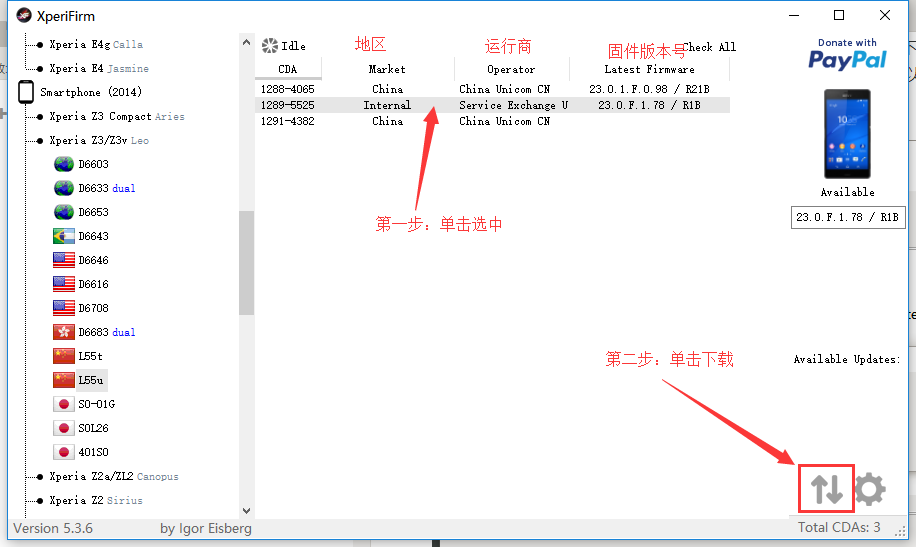 XperiFirm
Xperia E4g Calla
Xperia E4 Jasmine
Smartphone (2014)
Xperia Z3 Compact Aries
Xperia Z3/Z3v Leo
D6603
D6633 dual
D6653
D6643
D6646
D6616
D6708
D6683 dual
L55t
L55u
SO-01G
SOL26
401SO
Xperia Z2a/ZL2 Canopus
Xperia Z2 Sirius
Idle
地区
运行商
固件版本号
Check All
CDA Market Operator Latest Firmware
1288-4065 China China Unicom CN 23.0.1.F.0.98 / R21B
1289-5525 Internal Service Exchange U 23.0.F.1.78 / R1B
1291-4382 China China Unicom CN
第一步：单击选中
第二步：单击下载
Donate with
PayPal
Available
23.0.F.1.78 / R1B
Available Updates:
Version 5.3.6
by Igor Eisberg
Total CDAs: 3